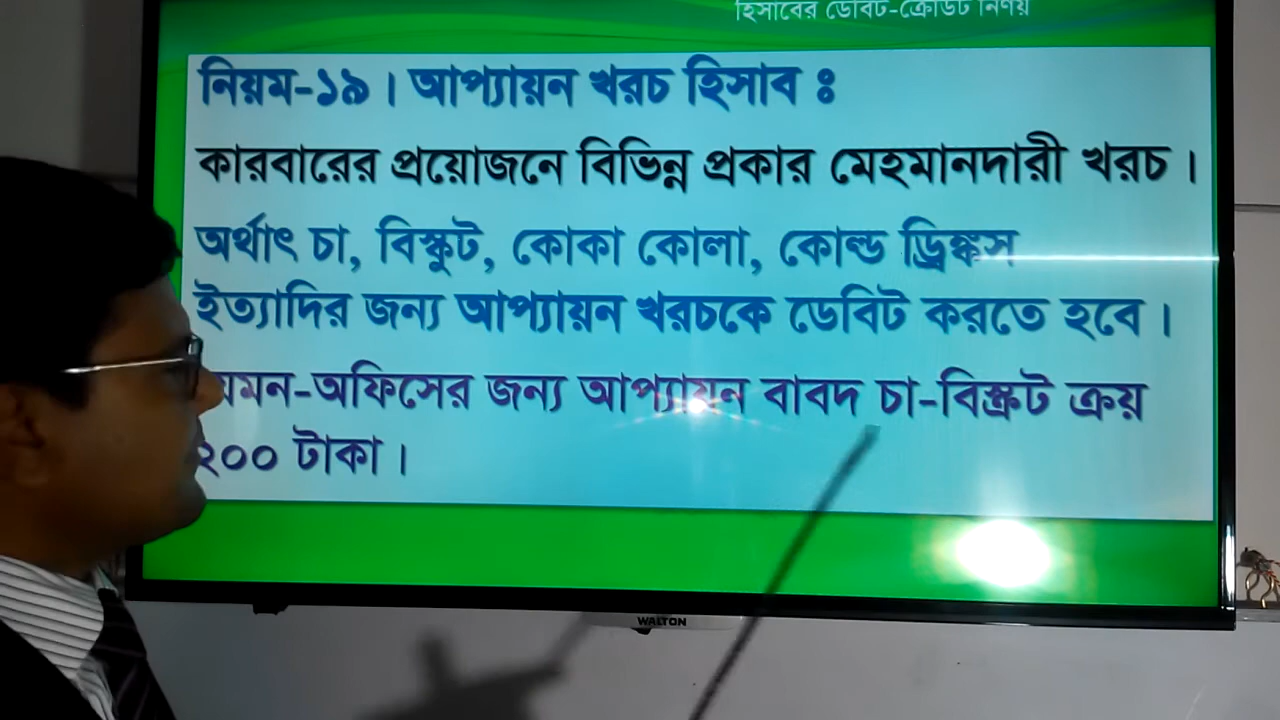 হিসাবের ডেবিট-ক্রেডিট নির্ণয়
নিয়ম-১৯। আপ্যায়ন খরচ হিসাব ঃ
কারবারের প্রয়োজনে বিভিন্ন প্রকার মেহমানদারী খরচ।
অর্থাৎ চা, বিস্কুট, কোকা কোলা, কোল্ড ড্রিঙ্কস
ইত্যাদির জন্য আপ্যায়ন খরচকে ডেবিট করতে হবে।
যেমন-অফিসের জন্য আপ্যায়ন বাবদ চা-বিস্ক্রট ক্রয়
২০০ টাকা।
WALTON